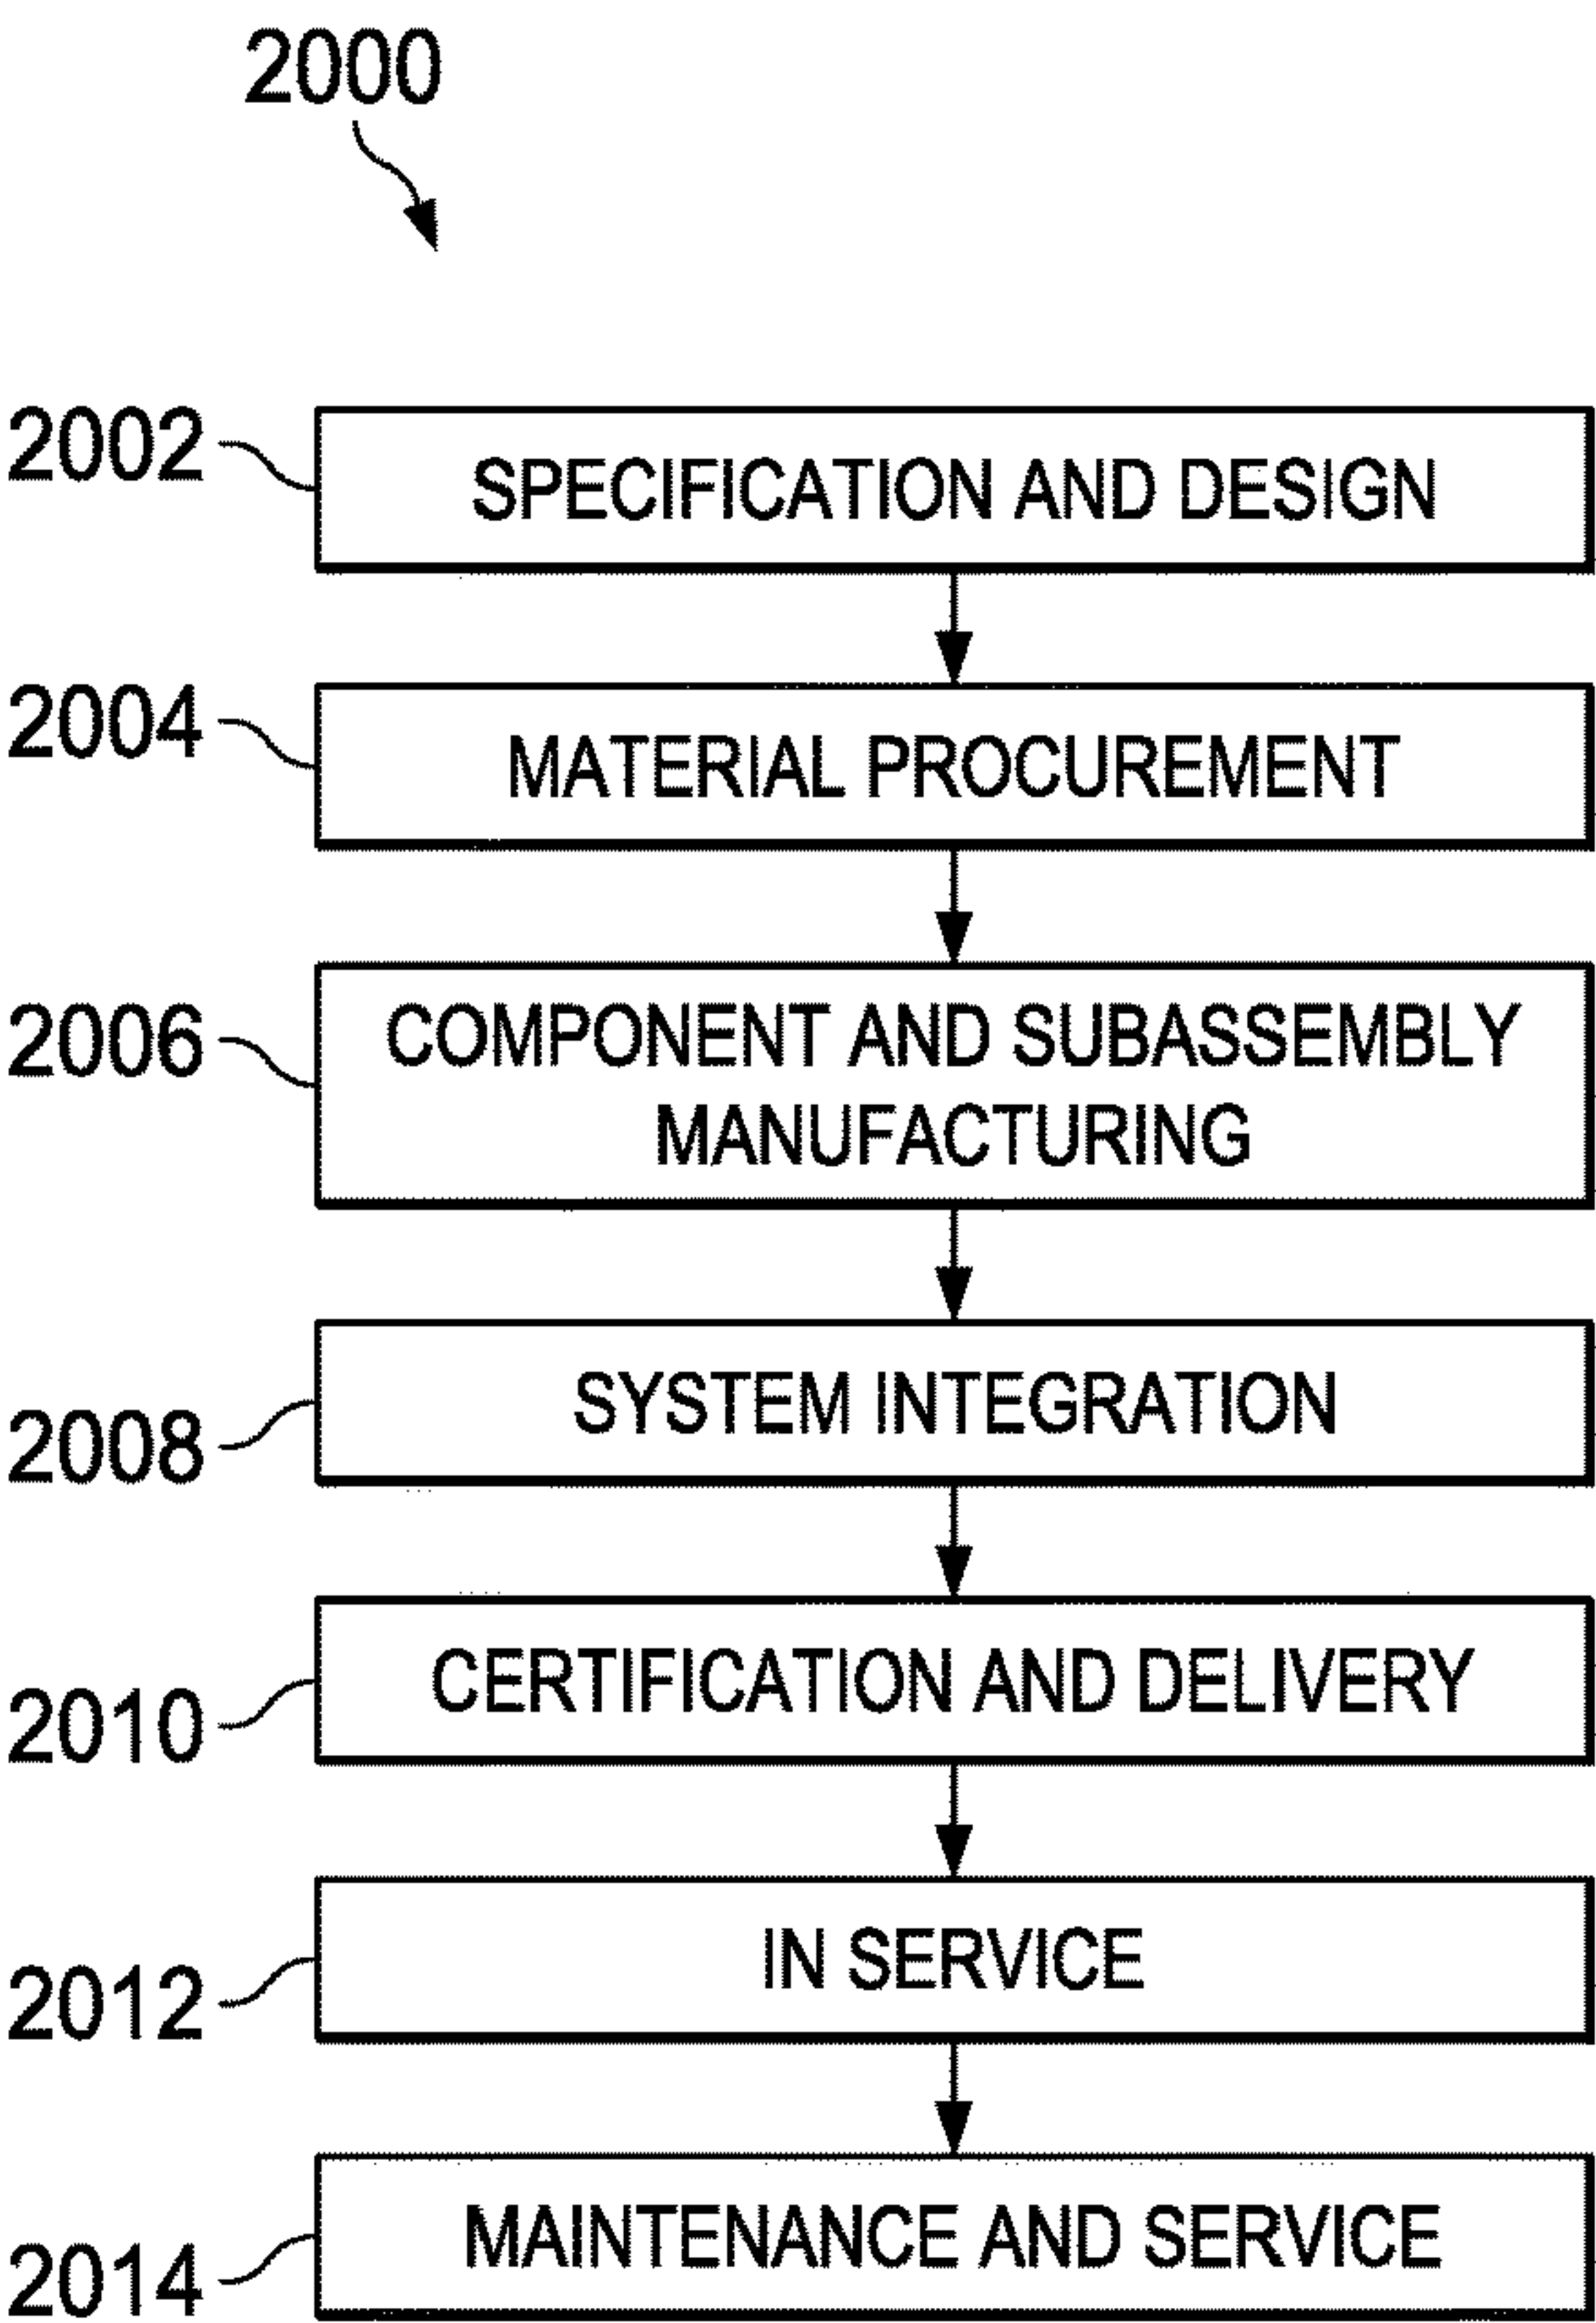 2000
2002
SPECIFICATION AND DESIGN
2004
MATERIAL PROCUREMENT
2006
COMPONENT AND SUBASSEMBLY
MANUFACTURING
2008
SYSTEM INTEGRATION
2010
CERTIFICATION AND DELIVERY
2012
IN SERVICE
2014
MAINTENANCE AND SERVICE